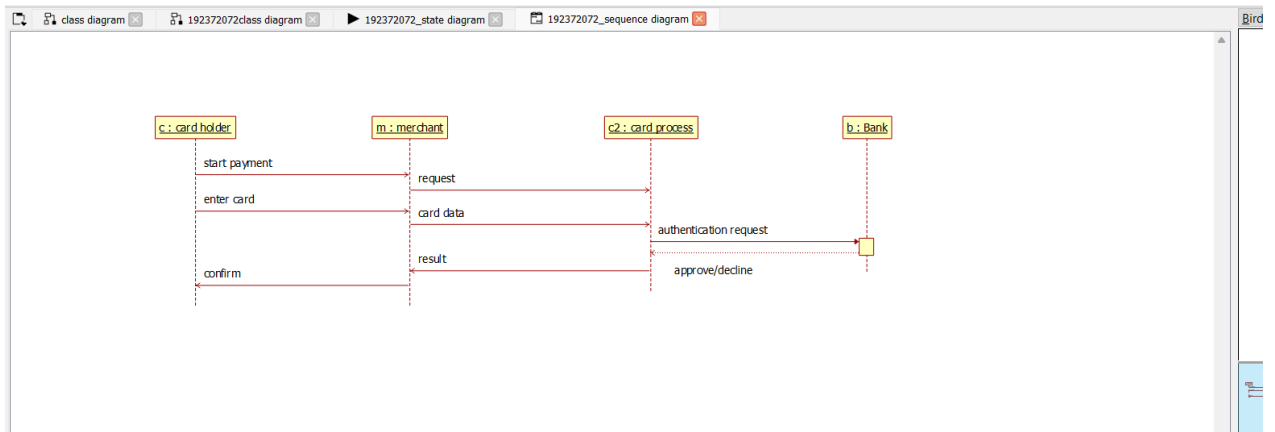 class diagram
192372072class diagram
192372072_state diagram
192372072_sequence diagram
Bird
c : card holder
m : merchant
c2 : card process
b : Bank
start payment
request
enter card
card data
authentication request
result
approve/decline
confirm